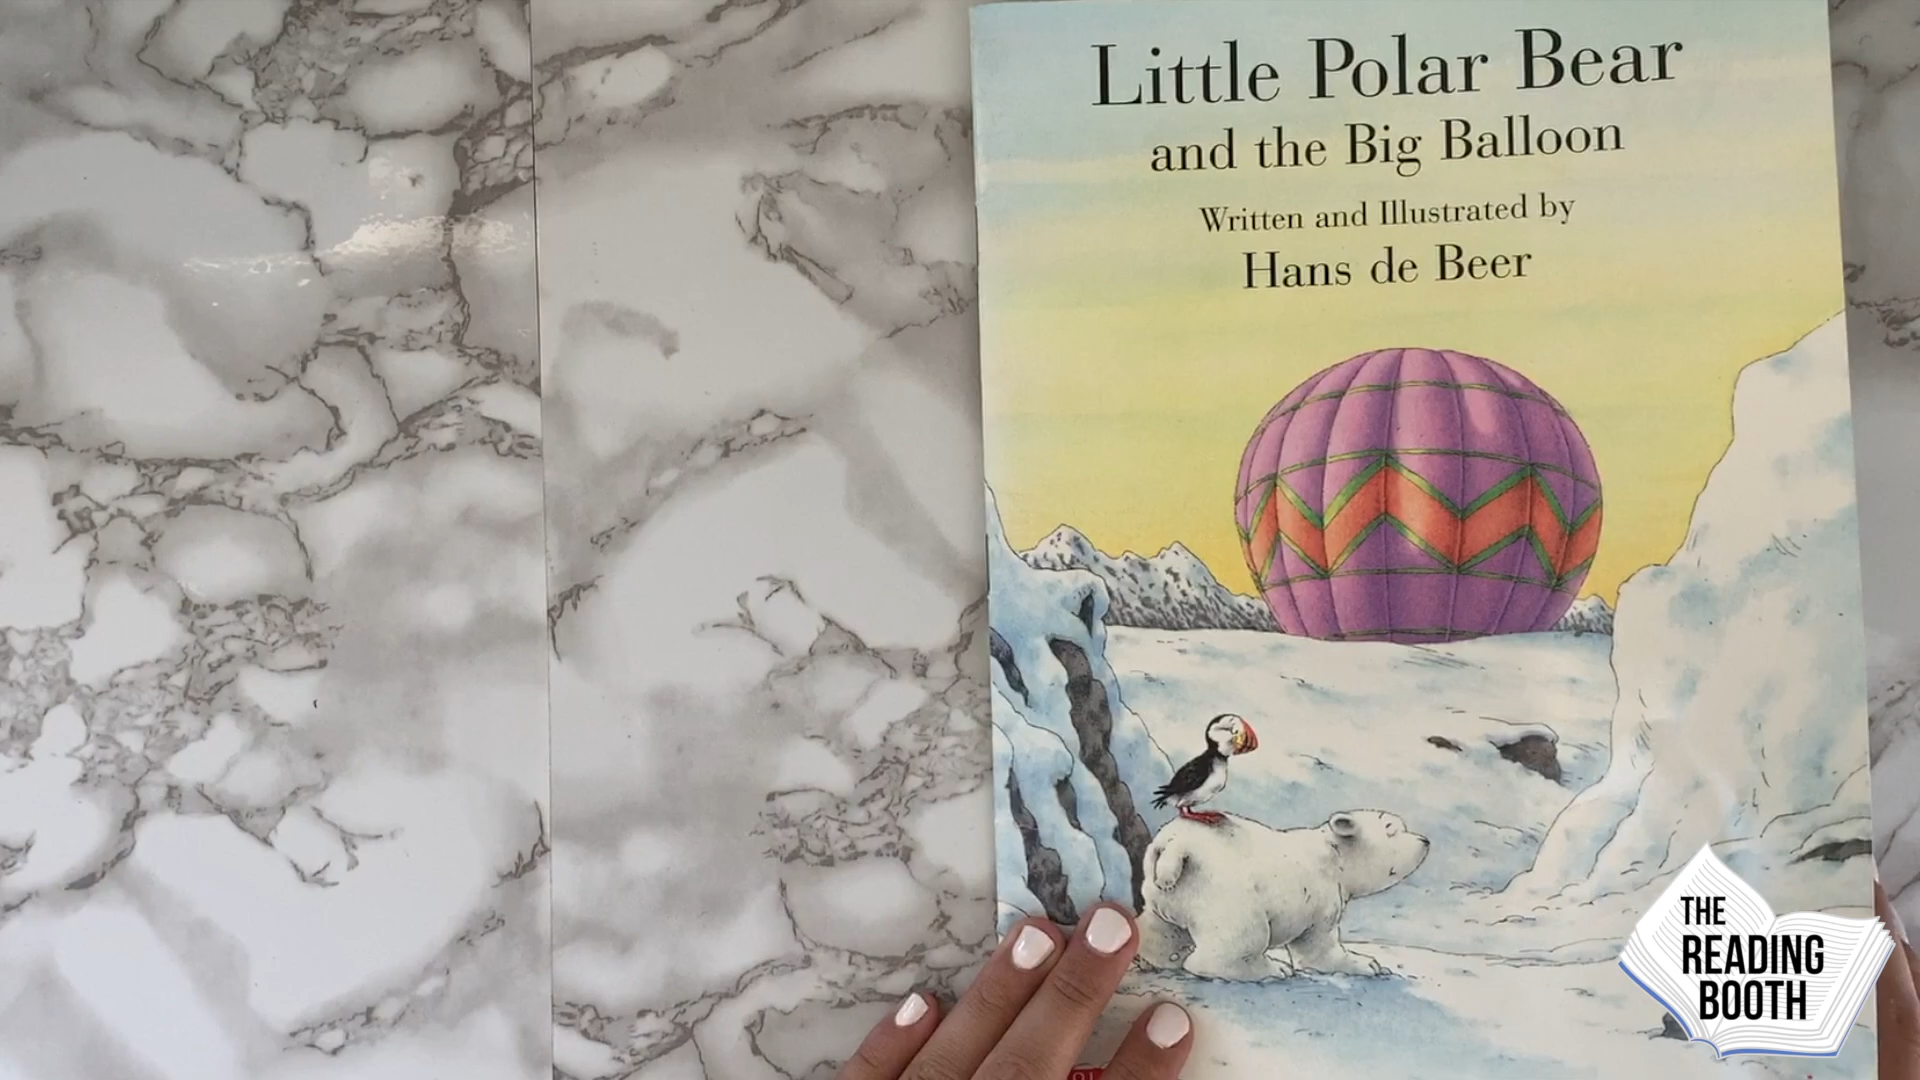 Little Polar Bear
and the Big Balloon
Written and Illustrated by
Hans de Beer
THE
READING
BOOTH